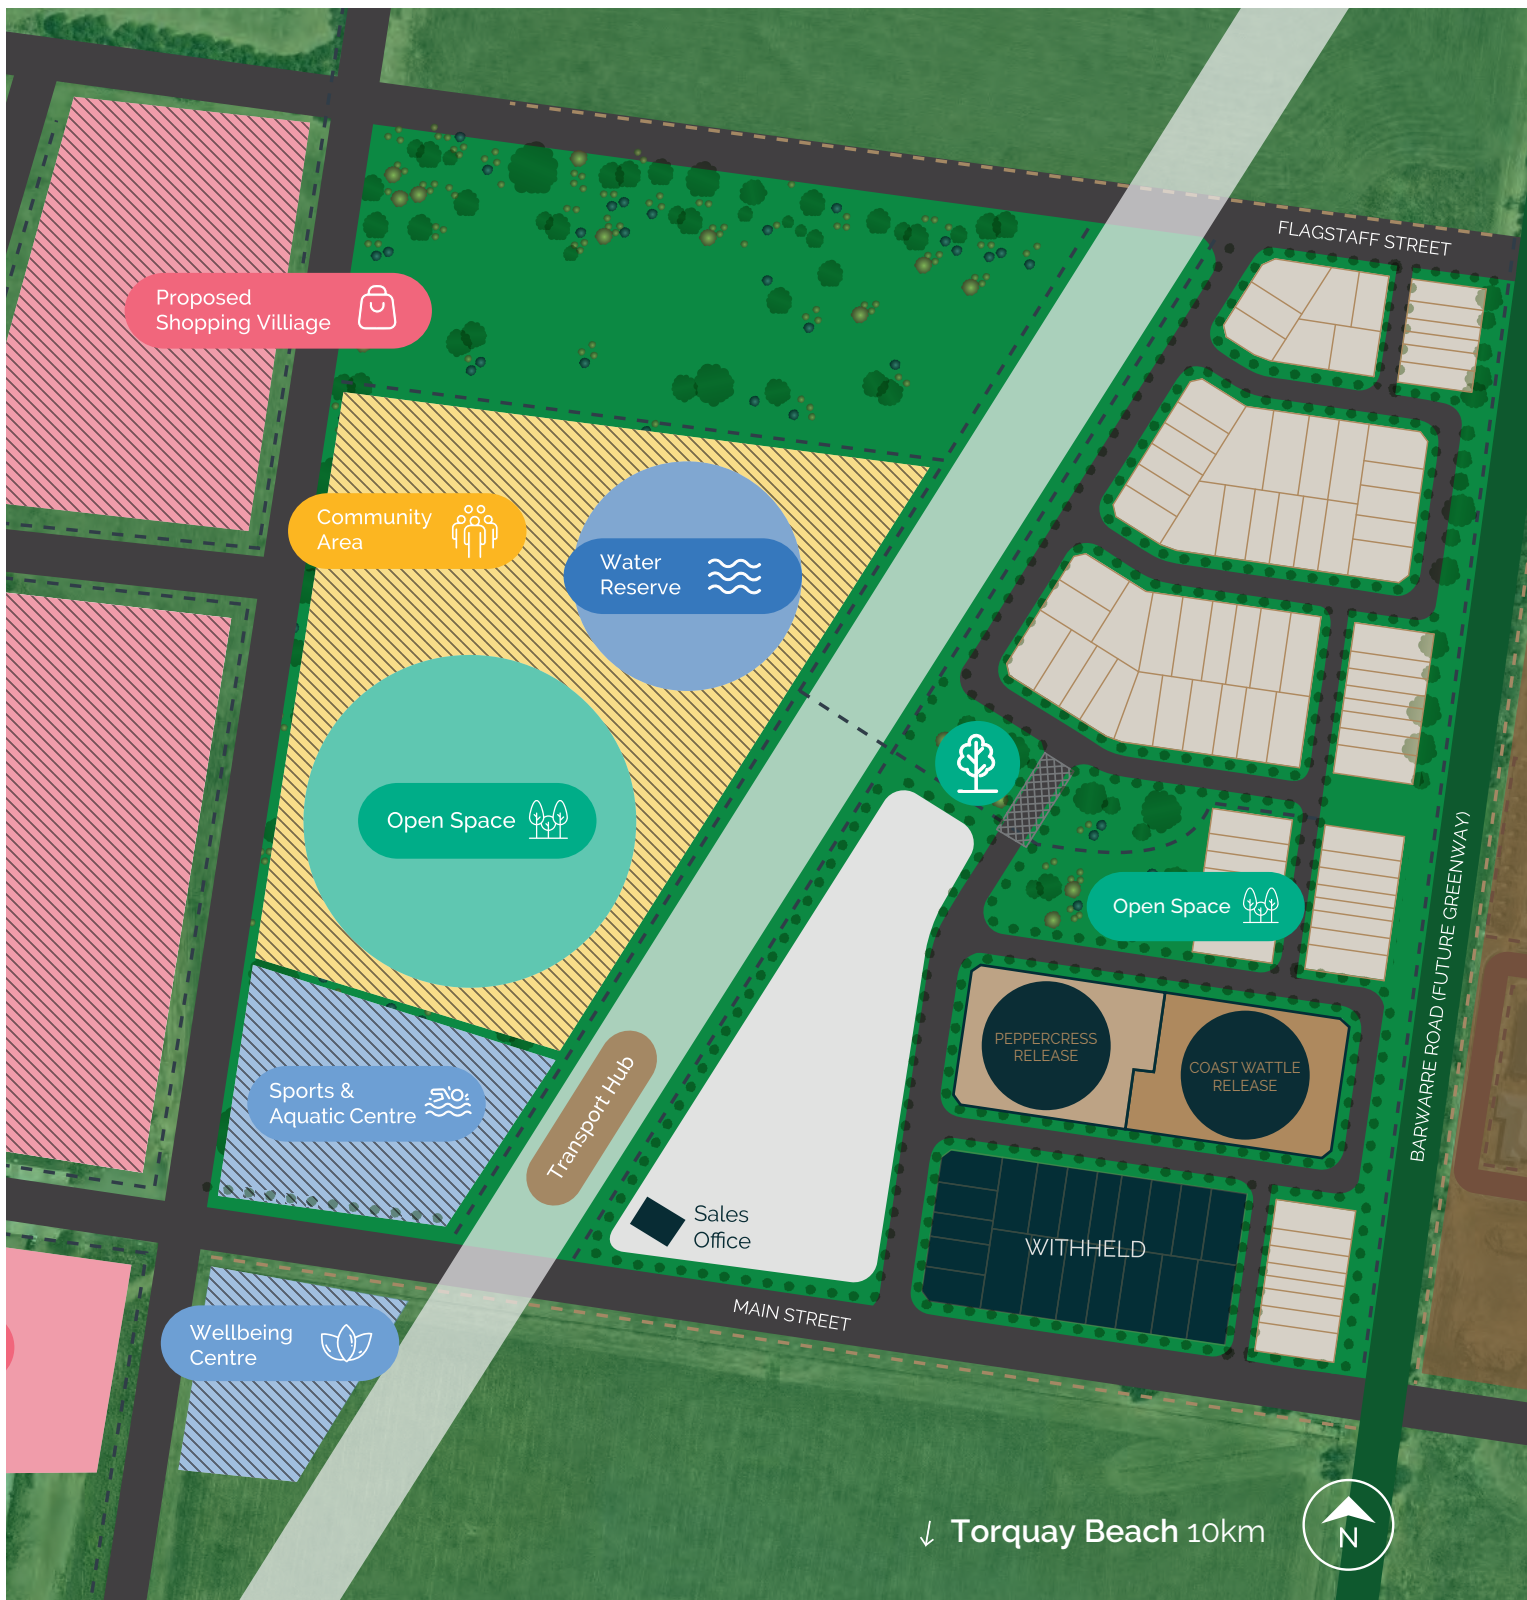 FLAGSTAFF STREET
Proposed
Shopping Villiage
Community
Area
Water
Reserve
Open Space
Open Space
BARWARRE ROAD (FUTURE GREENWAY)
PEPPERCRESS
RELEASE
COAST WATTLE
RELEASE
Sports &
Aquatic Centre
Transport Hub
Sales
Office
WITHHELD
MAIN STREET
Wellbeing
Centre
↓ Torquay Beach 10km
N